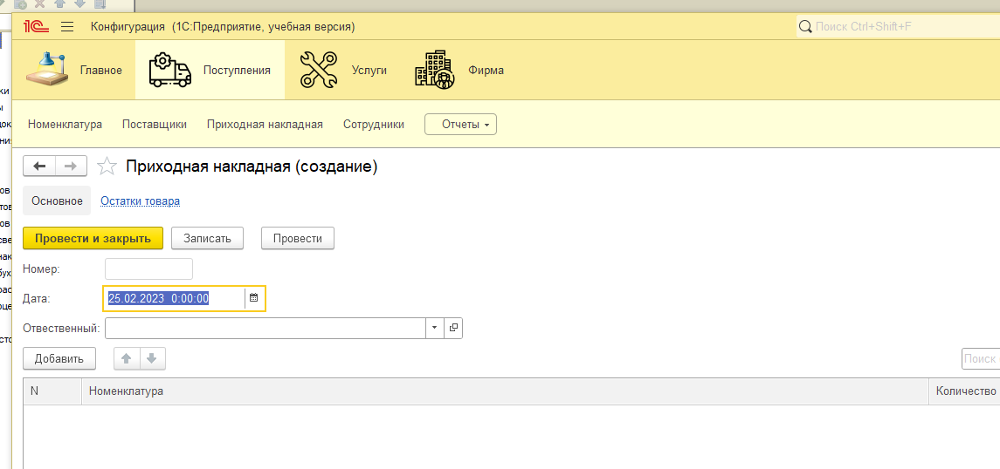 1С Конфигурация (1С:Предприятие, учебная версия) Поиск Ctrl+Shift+F
Главное Поступления Услуги Фирма
Номенклатура Поставщики Приходная накладная Сотрудники Отчеты
Приходная накладная (создание)
Основное Остатки товара
Провести и закрыть Записать Провести
Номер:
Дата: 25.02.2023 0:00:00
Отвественный:
Добавить Поиск
N Номенклатура Количество